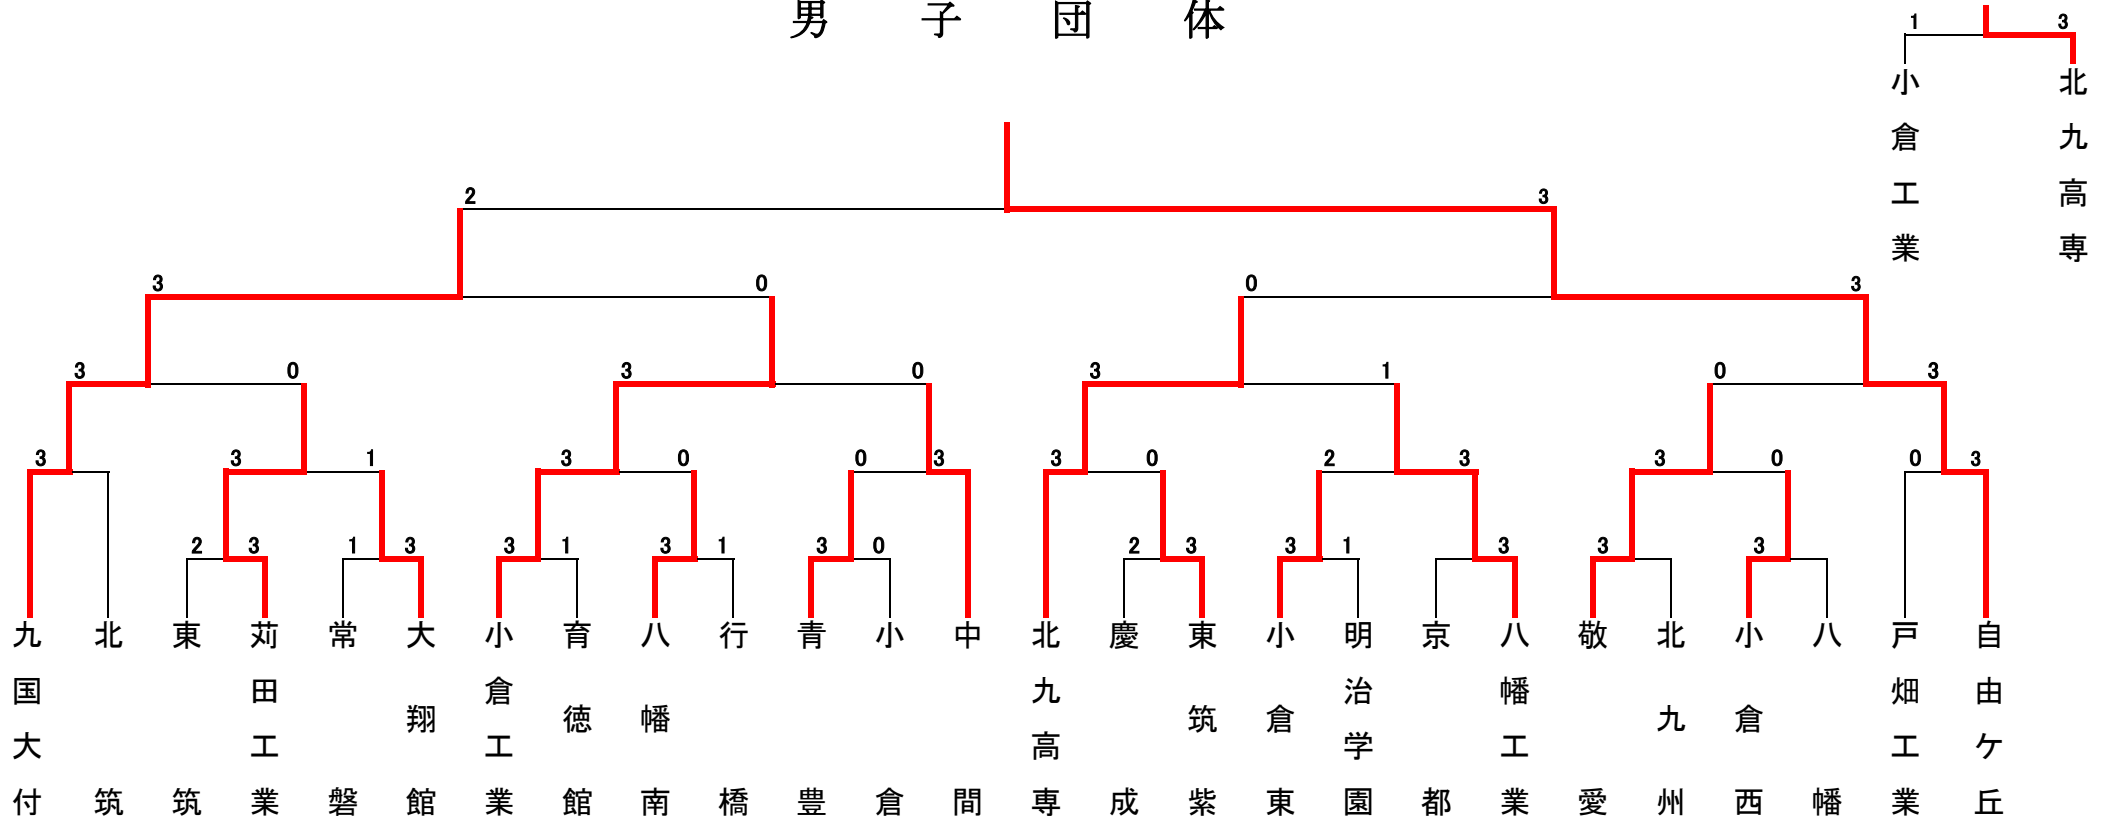 男子団体
1 3
小倉工業
北九高専
2 3
3 0 0 3
3 0 3 0 3 1 0 3
3 3 1 3 0 0 3 3 0 2 3 3 0 0 3
2 3 1 3 3 1 3 1 3 0 2 3 3 1 3 3 3
九国大付
北筑
東筑
苅田工業
常磐
大翔館
小倉工業
育徳館
八幡南
行橋
青豊
小倉
中間
北九高専
慶成
東筑紫
小倉東
明治学園
京都
八幡工業
敬愛
北九州
小倉西
八幡
戸畑工業
自由ケ丘